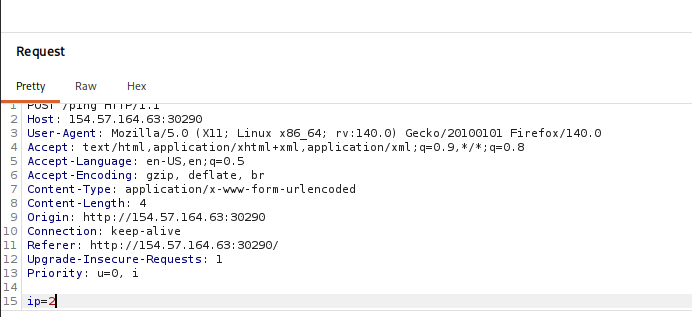 Request
Pretty Raw Hex
1 POST /ping HTTP/1.1
2 Host: 154.57.164.63:30290
3 User-Agent: Mozilla/5.0 (X11; Linux x86_64; rv:140.0) Gecko/20100101 Firefox/140.0
4 Accept: text/html,application/xhtml+xml,application/xml;q=0.9,*/*;q=0.8
5 Accept-Language: en-US,en;q=0.5
6 Accept-Encoding: gzip, deflate, br
7 Content-Type: application/x-www-form-urlencoded
8 Content-Length: 4
9 Origin: http://154.57.164.63:30290
10 Connection: keep-alive
11 Referer: http://154.57.164.63:30290/
12 Upgrade-Insecure-Requests: 1
13 Priority: u=0, i
14
15 ip=2